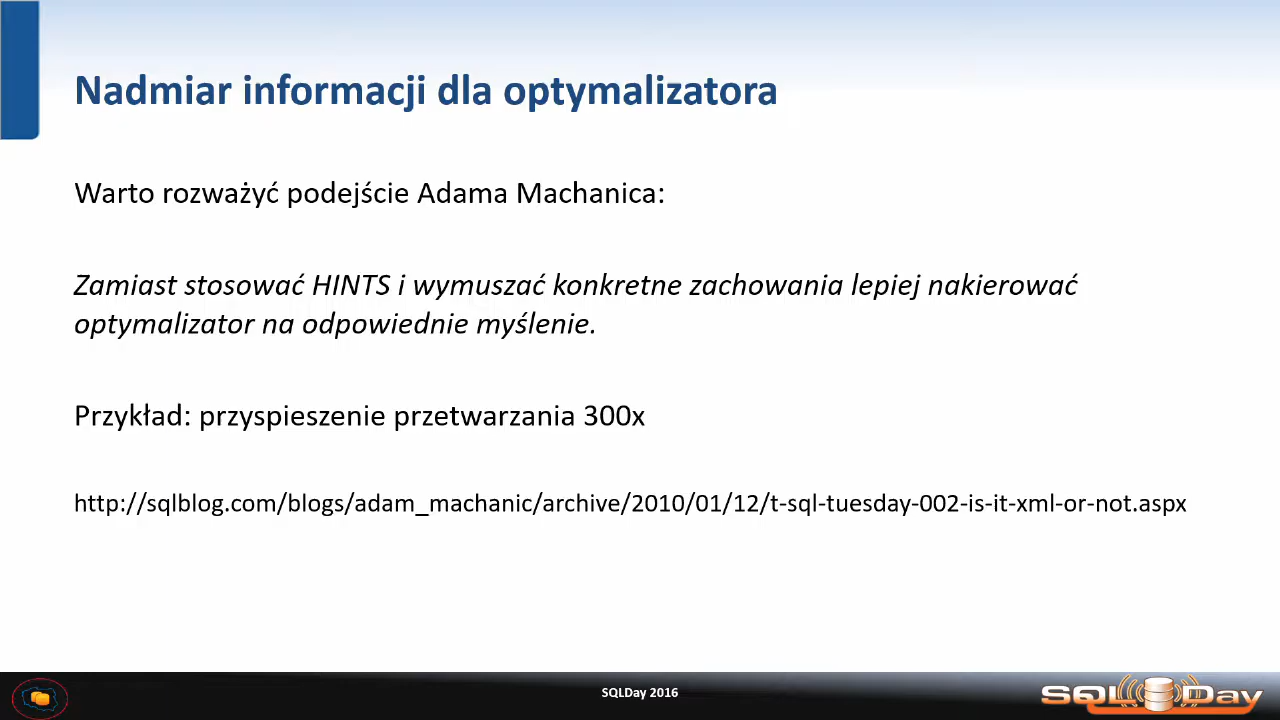 Nadmiar informacji dla optymalizatora
Warto rozważyć podejście Adama Machanica:
Zamiast stosować HINTS i wymuszać konkretne zachowania lepiej nakierować
optymalizator na odpowiednie myślenie.
Przykład: przyspieszenie przetwarzania 300x
http://sqlblog.com/blogs/adam_machanic/archive/2010/01/12/t-sql-tuesday-002-is-it-xml-or-not.aspx
SQLDay 2016
SQL Day